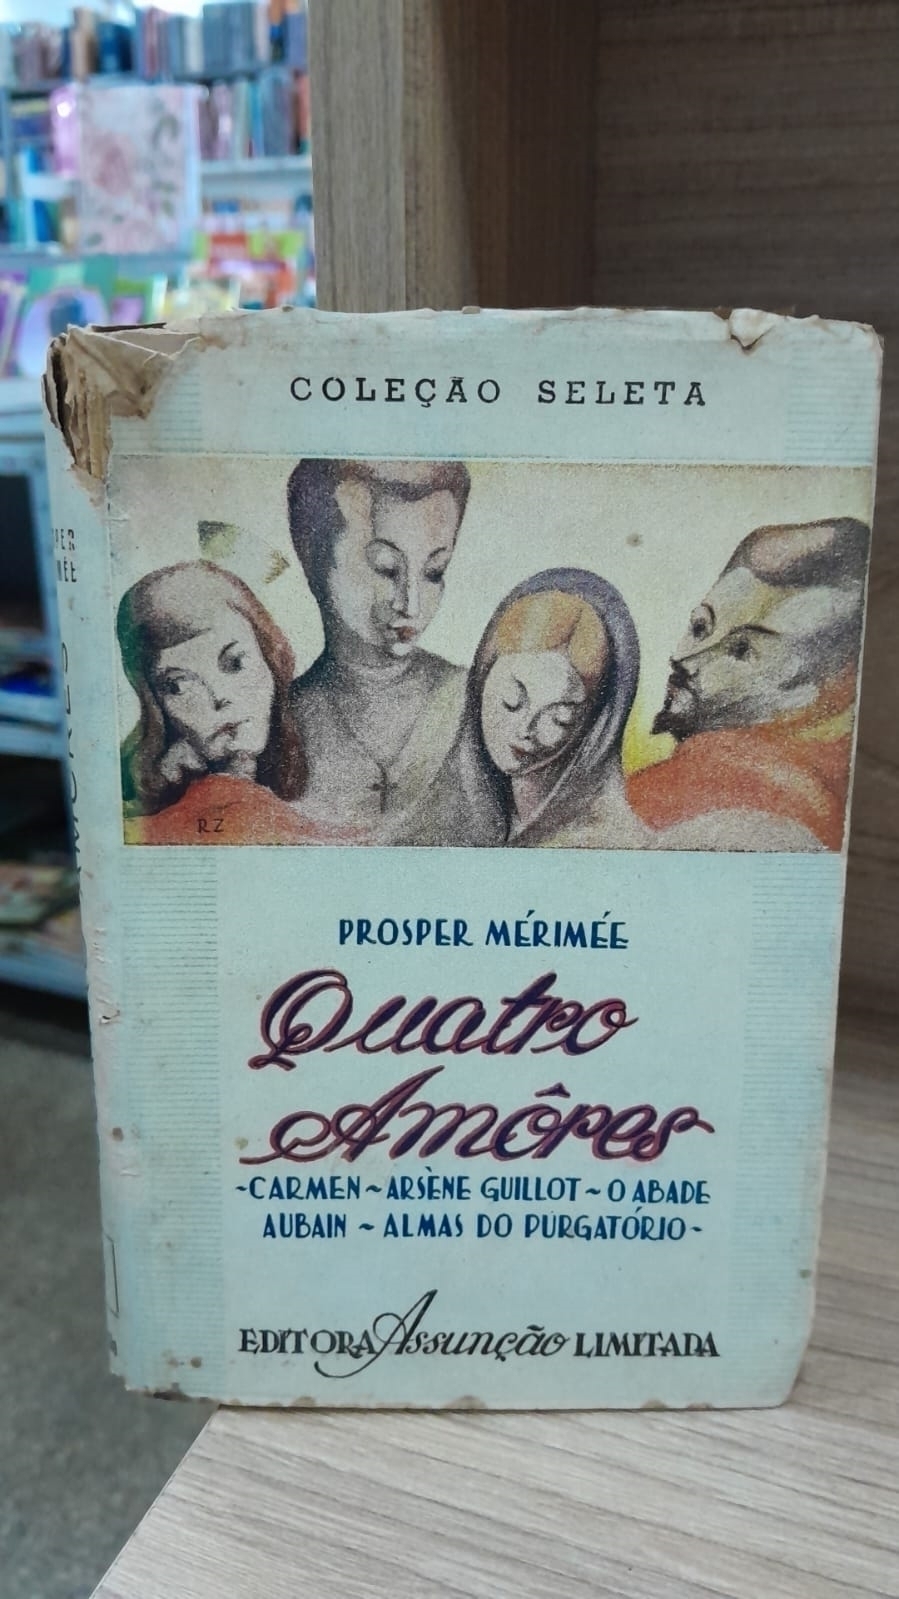 COLEÇÃO SELETA
RZ
PROSPER MÉRIMÉE
Quatro
Amôres
-CARMEN~ARSÈNE GUILLOT~O ABADE
AUBAIN ~ ALMAS DO PURGATÓRIO-
EDITORA Assunção LIMITADA